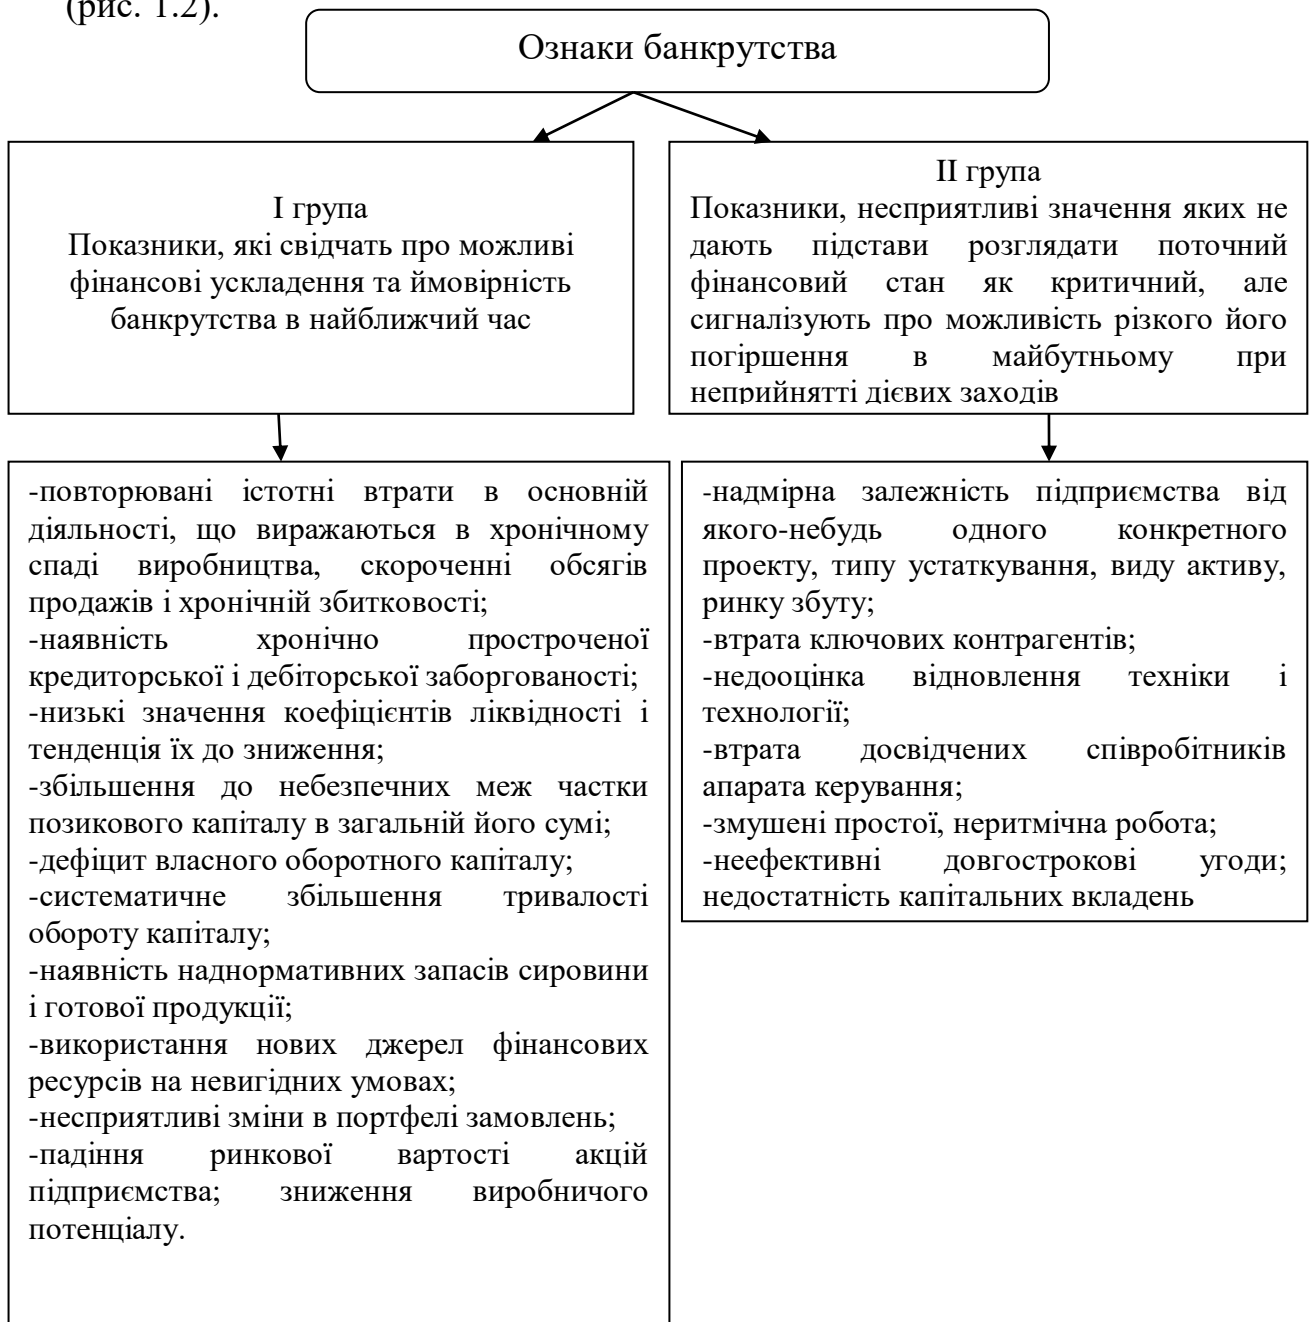 (рис. 1.2).
Ознаки банкрутства
І група
Показники, які свідчать про можливі
фінансові ускладення та ймовірність
банкрутства в найближчий час
ІІ група
Показники, несприятливі значення яких не
дають підстави розглядати поточний
фінансовий стан як критичний, але
сигналізують про можливість різкого його
погіршення в майбутньому при
неприйнятті дієвих заходів
-повторювані істотні втрати в основній
діяльності, що виражаються в хронічному
спаді виробництва, скороченні обсягів
продажів і хронічній збитковості;
-наявність хронічно простроченої
кредиторської і дебіторської заборгованості;
-низькі значення коефіцієнтів ліквідності і
тенденція їх до зниження;
-збільшення до небезпечних меж частки
позикового капіталу в загальній його сумі;
-дефіцит власного оборотного капіталу;
-систематичне збільшення тривалості
обороту капіталу;
-наявність наднормативних запасів сировини
і готової продукції;
-використання нових джерел фінансових
ресурсів на невигідних умовах;
-несприятливі зміни в портфелі замовлень;
-падіння ринкової вартості акцій
підприємства; зниження виробничого
потенціалу.
-надмірна залежність підприємства від
якого-небудь одного конкретного
проекту, типу устаткування, виду активу,
ринку збуту;
-втрата ключових контрагентів;
-недооцінка відновлення техніки і
технології;
-втрата досвідчених співробітників
апарата керування;
-змушені простої, неритмічна робота;
-неефективні довгострокові угоди;
недостатність капітальних вкладень